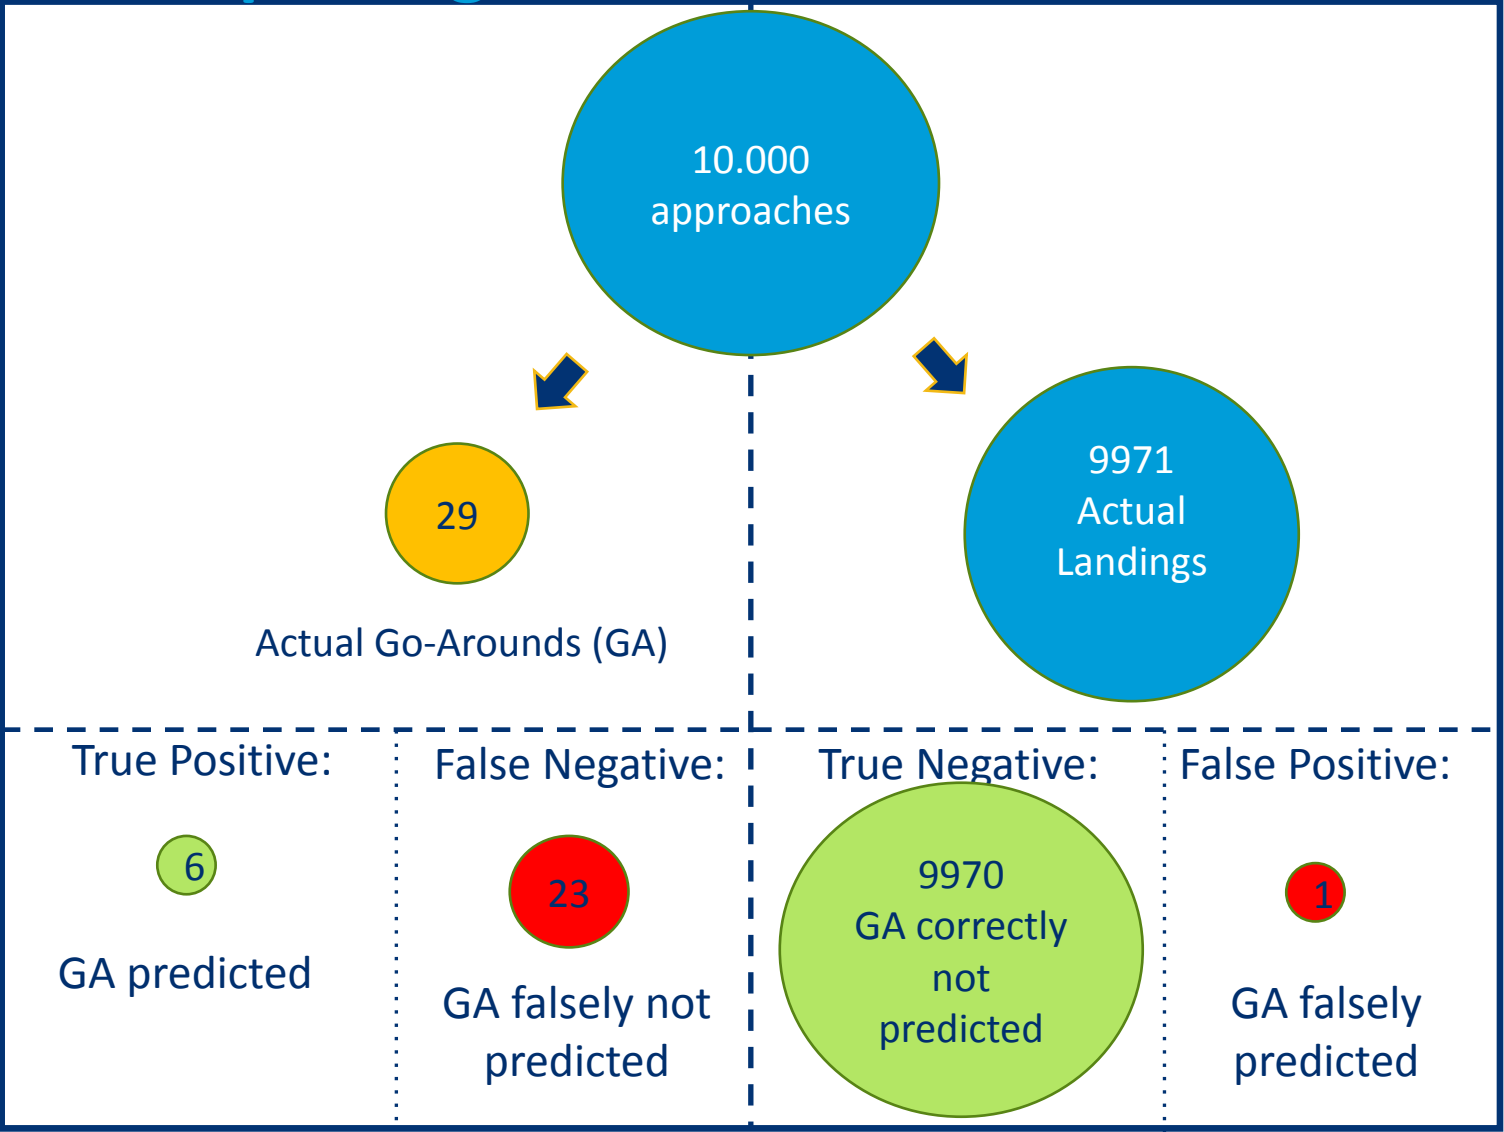 10.000
approaches
29
Actual Go-Arounds (GA)
9971
Actual
Landings
True Positive:
6
GA predicted
False Negative:
23
GA falsely not
predicted
True Negative:
9970
GA correctly
not
predicted
False Positive:
1
GA falsely
predicted